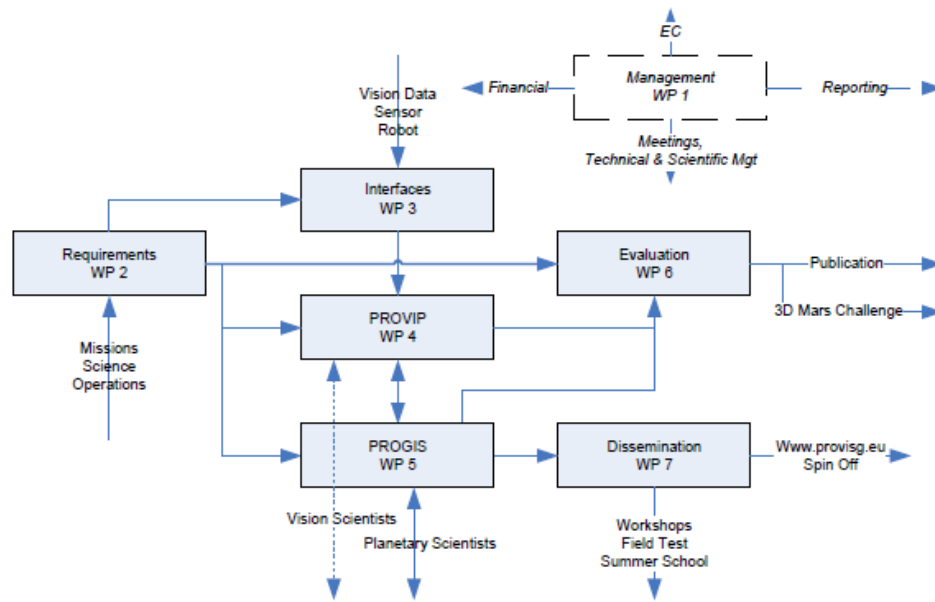 EC
Management
WP 1
Financial
Reporting
Meetings,
Technical & Scientific Mgt
Vision Data
Sensor
Robot
Interfaces
WP 3
Requirements
WP 2
Evaluation
WP 6
Publication
3D Mars Challenge
PROVIP
WP 4
Missions
Science
Operations
PROGIS
WP 5
Dissemination
WP 7
Www.provisg.eu
Spin Off
Vision Scientists
Planetary Scientists
Workshops
Field Test
Summer School